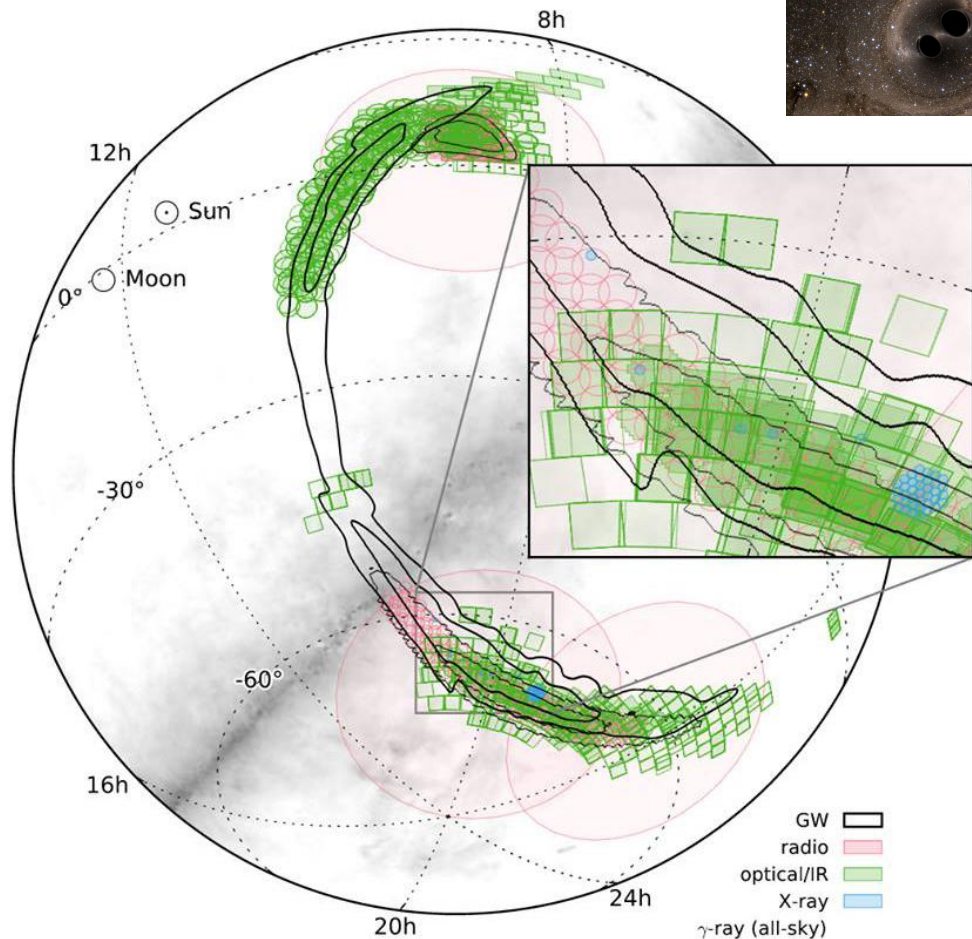 8h
12h
Sun
Moon
0°
-30°
-60°
16h
20h
24h
GW
radio
optical/IR
X-ray
γ-ray (all-sky)